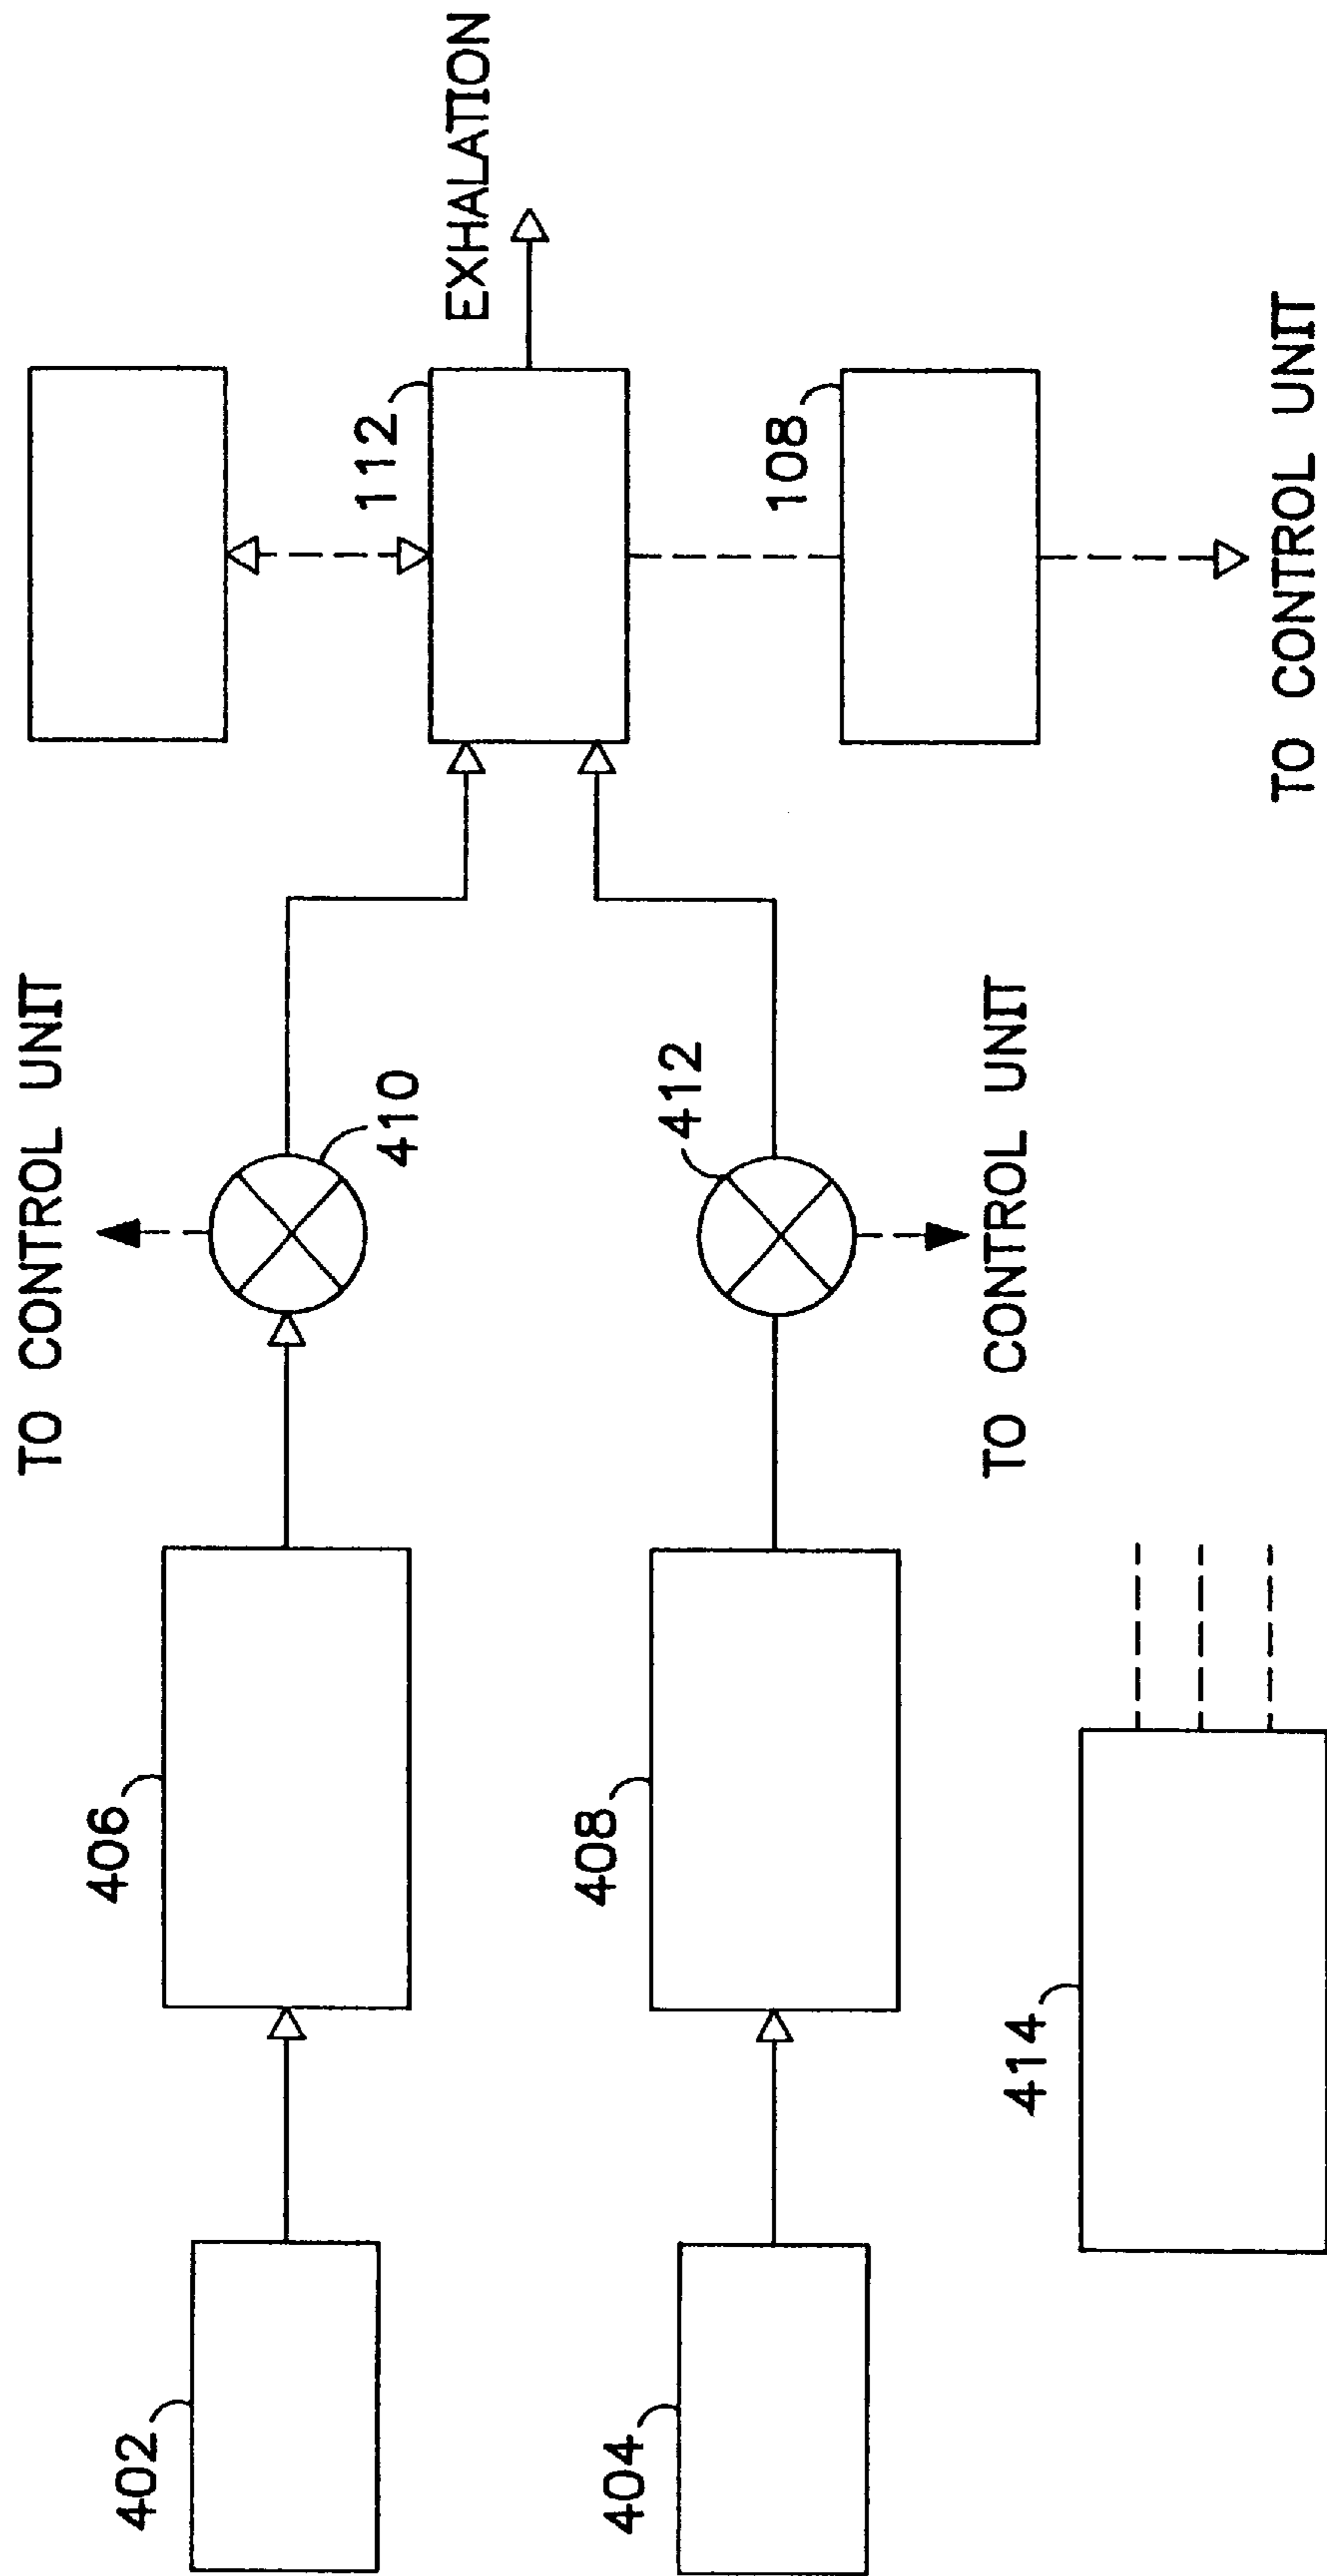 TO CONTROL UNIT
EXHALATION
402
406
410
112
404
408
412
108
TO CONTROL UNIT
414
TO CONTROL UNIT